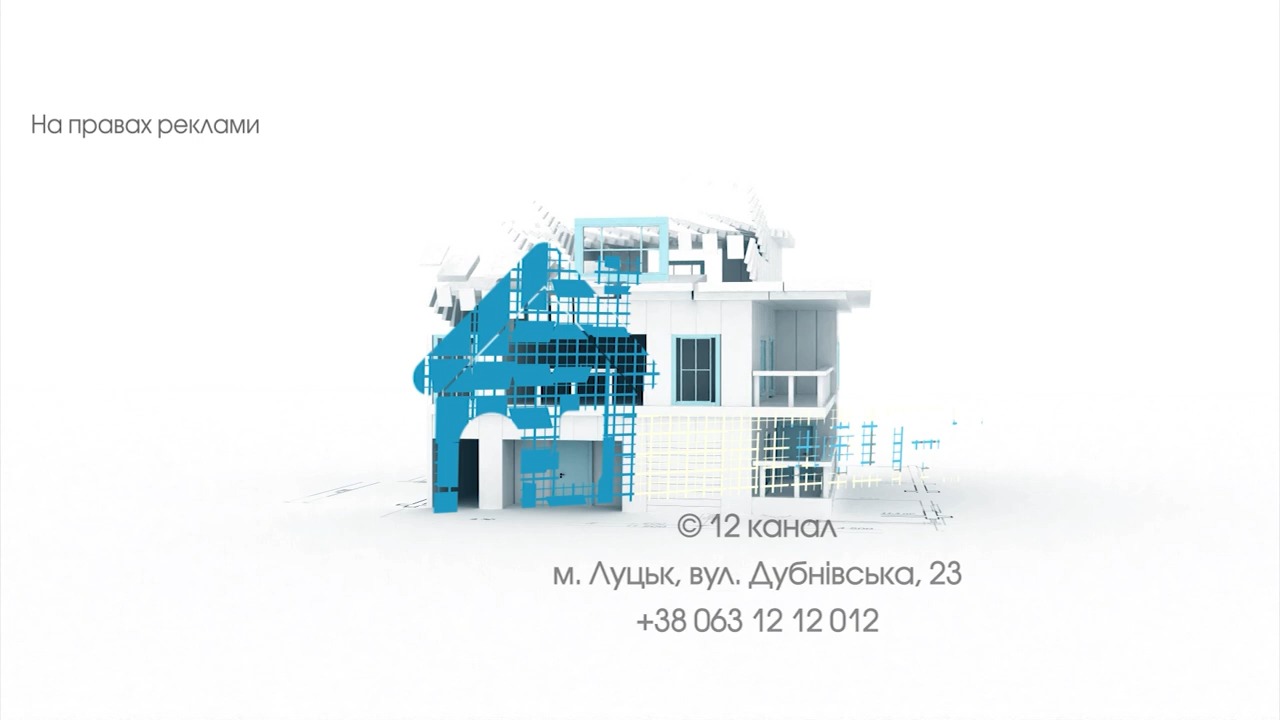 На правах реклами
© 12 канал
м. Луцьк, вул. Дубнівська, 23
+38 063 12 12 012